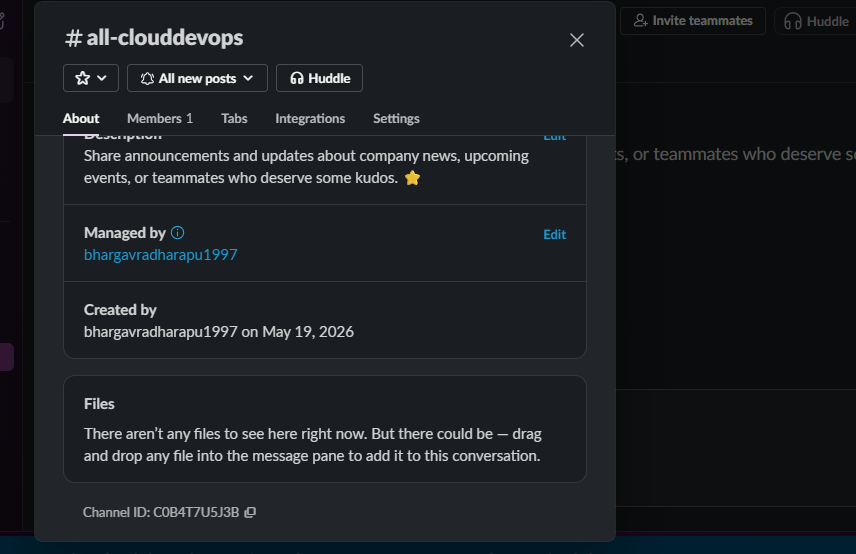 # all-clouddevops
Invite teammates
Huddle
All new posts
Huddle
About
Members 1
Tabs
Integrations
Settings
Description
Edit
Share announcements and updates about company news, upcoming
events, or teammates who deserve some kudos. ⭐
or teammates who deserve
Managed by
Edit
bhargavradharapu1997
Created by
bhargavradharapu1997 on May 19, 2026
Files
There aren’t any files to see here right now. But there could be — drag
and drop any file into the message pane to add it to this conversation.
Channel ID: C0B4T7U5J3B